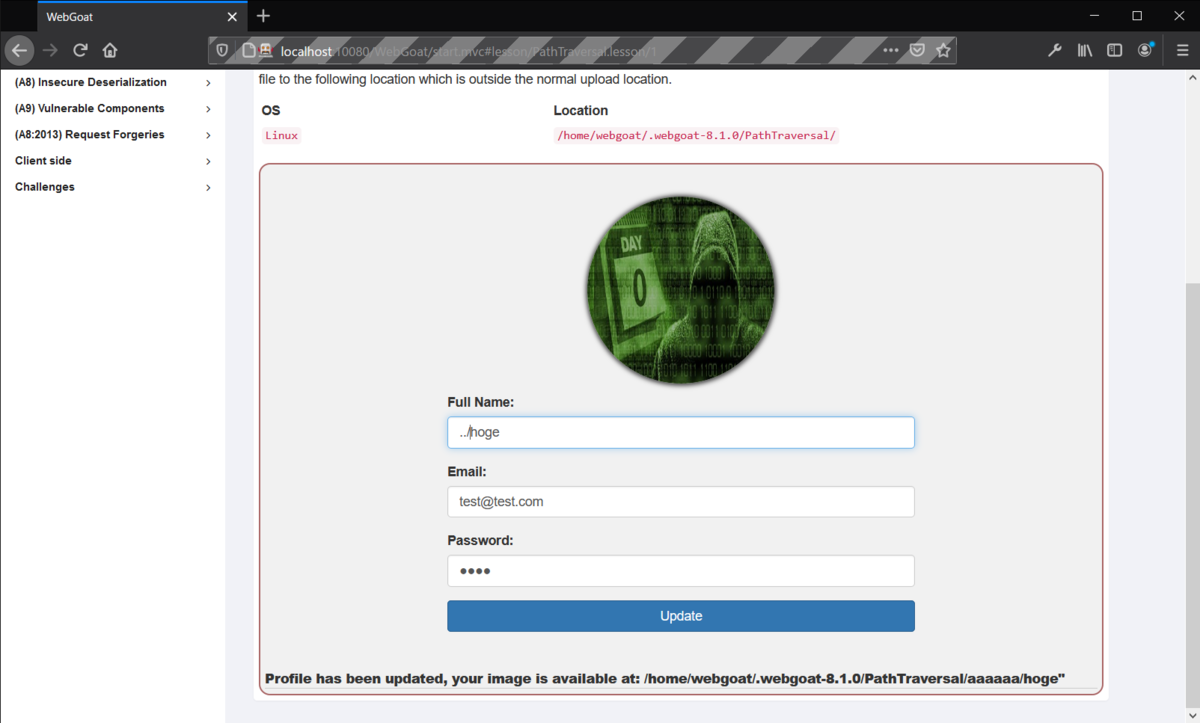 WebGoat
localhost:10080/WebGoat/start.mvc#lesson/PathTraversal.lesson/1
(A8) Insecure Deserialization
(A9) Vulnerable Components
(A8:2013) Request Forgeries
Client side
Challenges
file to the following location which is outside the normal upload location.
OS Location
Linux /home/webgoat/.webgoat-8.1.0/PathTraversal/
DAY
0
Full Name:
../hoge
Email:
test@test.com
Password:
••••
Update
Profile has been updated, your image is available at: /home/webgoat/.webgoat-8.1.0/PathTraversal/aaaaaa/hoge"